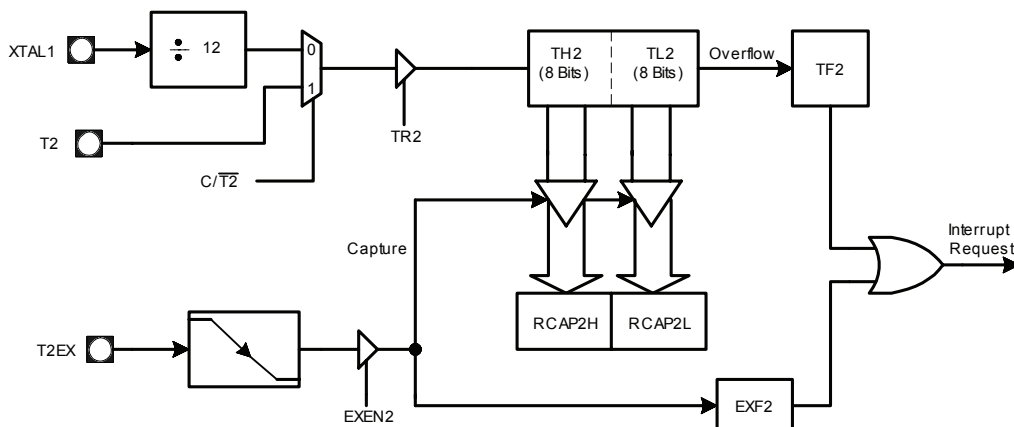 XTAL1
÷ 12
0
1
TH2
(8 Bits)
TL2
(8 Bits)
Overflow
TF2
T2
TR2
C/T2̅
Capture
Interrupt
Request
RCAP2H
RCAP2L
T2EX
EXEN2
EXF2